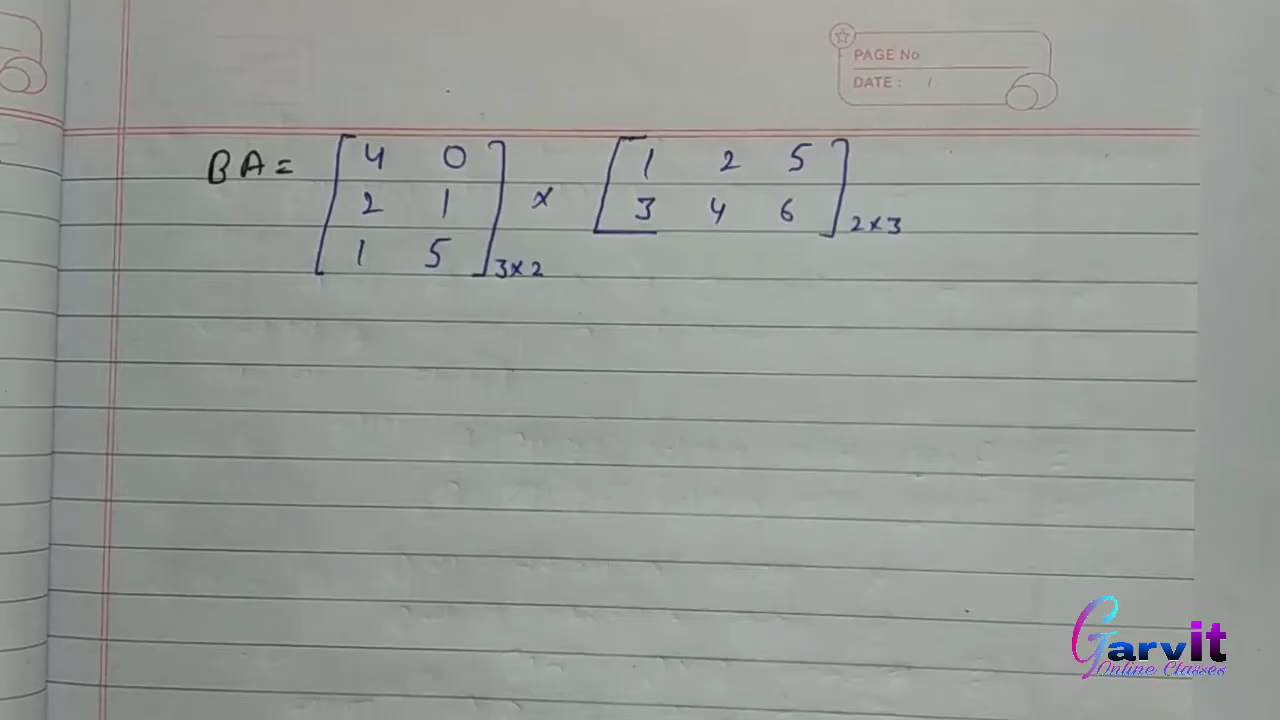 PAGE No
DATE: /
BA = [4 0] × [1 2 5]
[2 1] [3 4 6] 2×3
[1 5] 3×2
Garvit
Online Classes